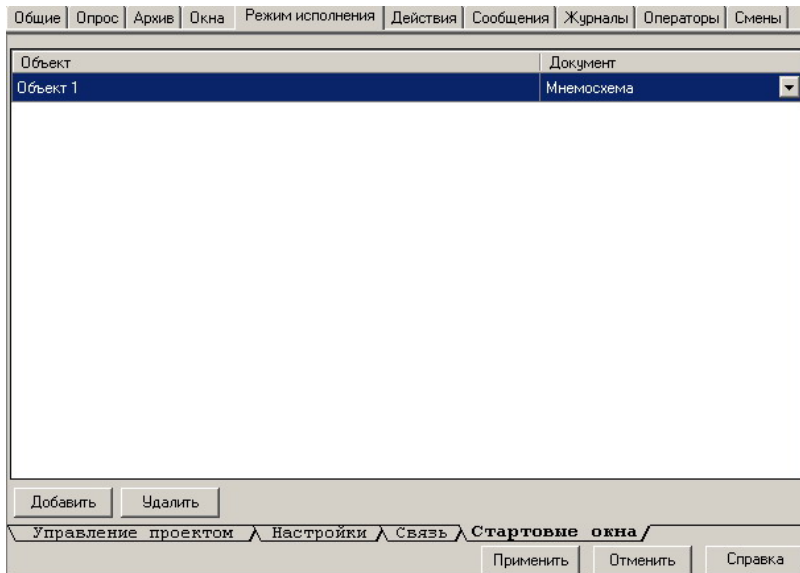 Общие Опрос Архив Окна Режим исполнения Действия Сообщения Журналы Операторы Смены
Объект Документ
Объект 1 Мнемосхема
Добавить Удалить
Управление проектом Настройки Связь Стартовые окна
Применить Отменить Справка